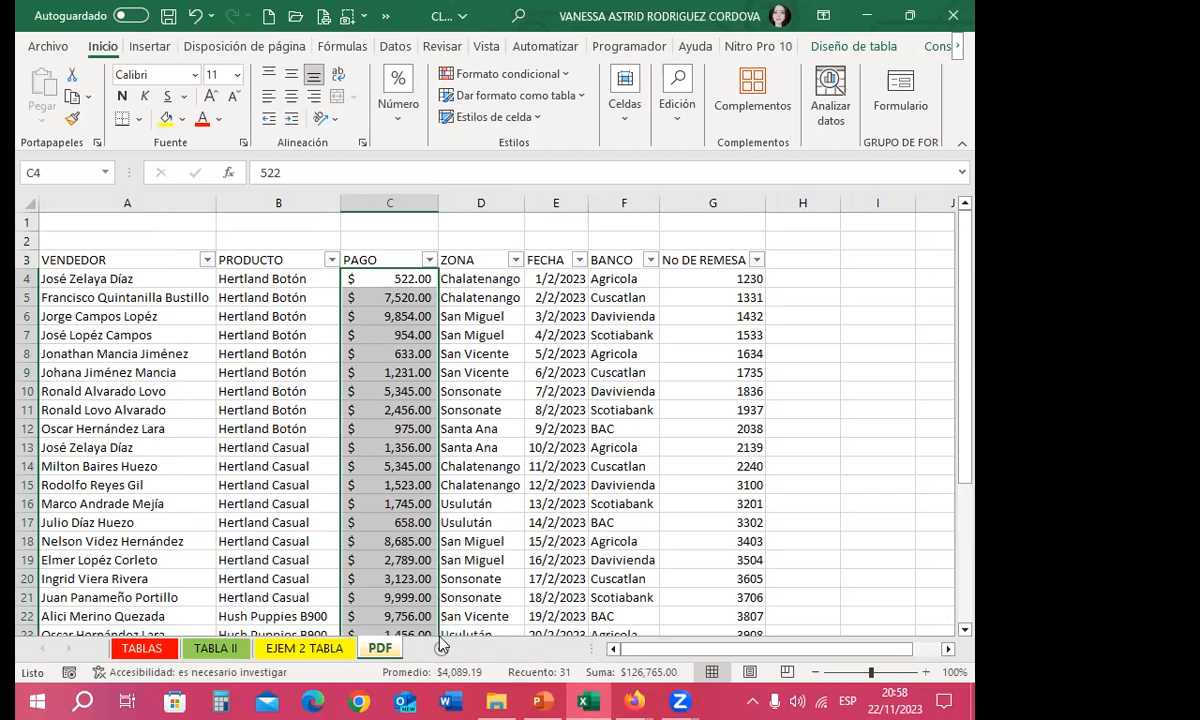 Autoguardado CL... VANESSA ASTRID RODRIGUEZ CORDOVA
Archivo Inicio Insertar Disposición de página Fórmulas Datos Revisar Vista Automatizar Programador Ayuda Nitro Pro 10 Diseño de tabla Cons
Pegar Calibri 11 N K S A A A % Número Formato condicional Celdas Edición Complementos Analizar datos Formulario
Dar formato como tabla
Estilos de celda
Portapapeles Fuente Alineación Estilos Complementos GRUPO DE FOR
C4 fx 522
A B C D E F G H I J
1
2
3 VENDEDOR PRODUCTO PAGO ZONA FECHA BANCO No DE REMESA
4 José Zelaya Díaz Hertland Botón $ 522.00 Chalatenango 1/2/2023 Agricola 1230
5 Francisco Quintanilla Bustillo Hertland Botón $ 7,520.00 Chalatenango 2/2/2023 Cuscatlan 1331
6 Jorge Campos Lopéz Hertland Botón $ 9,854.00 San Miguel 3/2/2023 Davivienda 1432
7 José Lopéz Campos Hertland Botón $ 954.00 San Miguel 4/2/2023 Scotiabank 1533
8 Jonathan Mancia Jiménez Hertland Botón $ 633.00 San Vicente 5/2/2023 Agricola 1634
9 Johana Jiménez Mancia Hertland Botón $ 1,231.00 San Vicente 6/2/2023 Cuscatlan 1735
10 Ronald Alvarado Lovo Hertland Botón $ 5,345.00 Sonsonate 7/2/2023 Davivienda 1836
11 Ronald Lovo Alvarado Hertland Botón $ 2,456.00 Sonsonate 8/2/2023 Scotiabank 1937
12 Oscar Hernández Lara Hertland Botón $ 975.00 Santa Ana 9/2/2023 BAC 2038
13 José Zelaya Díaz Hertland Casual $ 1,356.00 Santa Ana 10/2/2023 Agricola 2139
14 Milton Baires Huezo Hertland Casual $ 5,345.00 Chalatenango 11/2/2023 Cuscatlan 2240
15 Rodolfo Reyes Gil Hertland Casual $ 1,523.00 Chalatenango 12/2/2023 Davivienda 3100
16 Marco Andrade Mejía Hertland Casual $ 1,745.00 Usulután 13/2/2023 Scotiabank 3201
17 Julio Díaz Huezo Hertland Casual $ 658.00 Usulután 14/2/2023 BAC 3302
18 Nelson Videz Hernández Hertland Casual $ 8,685.00 San Miguel 15/2/2023 Agricola 3403
19 Elmer Lopéz Corleto Hertland Casual $ 2,789.00 San Miguel 16/2/2023 Davivienda 3504
20 Ingrid Viera Rivera Hertland Casual $ 3,123.00 Sonsonate 17/2/2023 Cuscatlan 3605
21 Juan Panameño Portillo Hertland Casual $ 9,999.00 Sonsonate 18/2/2023 Scotiabank 3706
22 Alici Merino Quezada Hush Puppies B900 $ 9,756.00 San Vicente 19/2/2023 BAC 3807
23 Oscar Hernández Lara Hush Puppies B900 $ 1,456.00 Usulután 20/2/2023 Agricola 3908
TABLAS TABLA II EJEM 2 TABLA PDF
Listo Accesibilidad: es necesario investigar Promedio: $4,089.19 Recuento: 31 Suma: $126,765.00 100%
ESP 20:58
22/11/2023